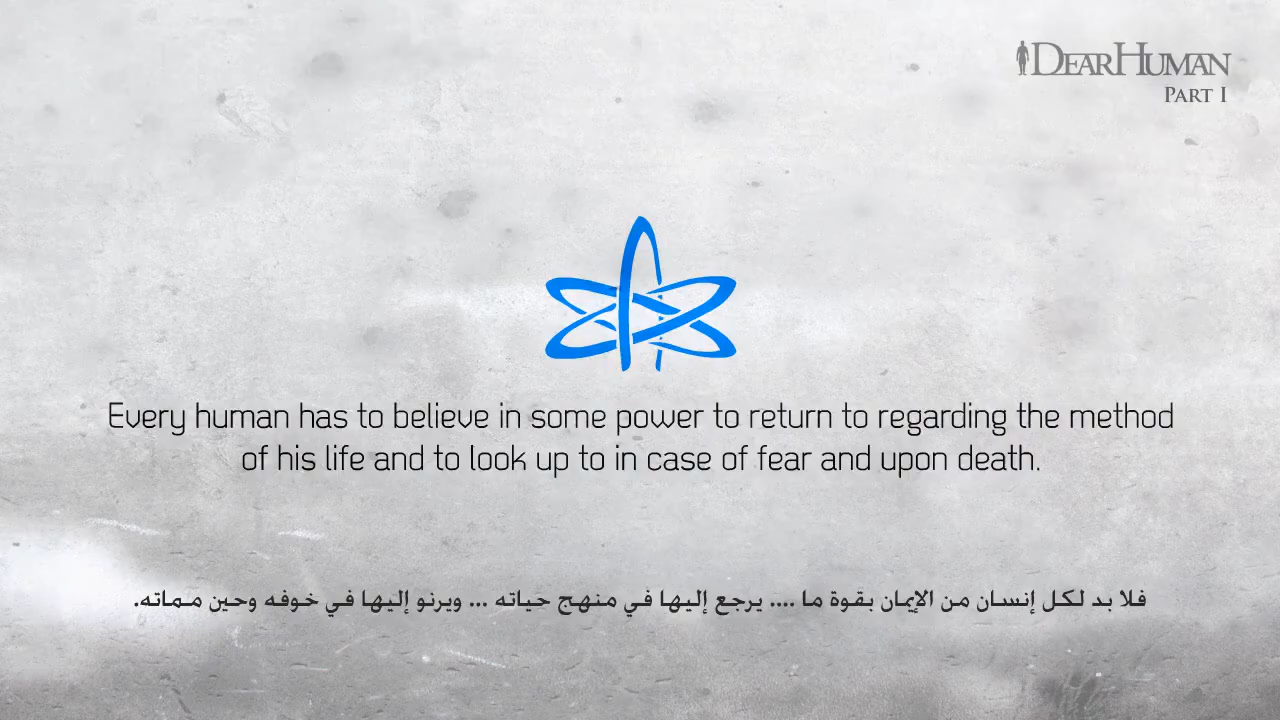 DEARHUMAN
PART I
Every human has to believe in some power to return to regarding the method
of his life and to look up to in case of fear and upon death.
فلا بد لكل إنسان من الإيمان بقوة ما .... يرجع إليها في منهج حياته ... ويرنو إليها في خوفه وحين مماته.